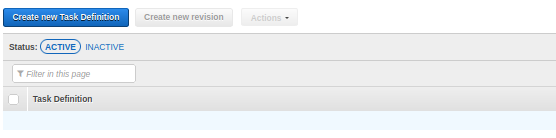 Create new Task Definition Create new revision Actions
Status: ACTIVE INACTIVE
Filter in this page
Task Definition